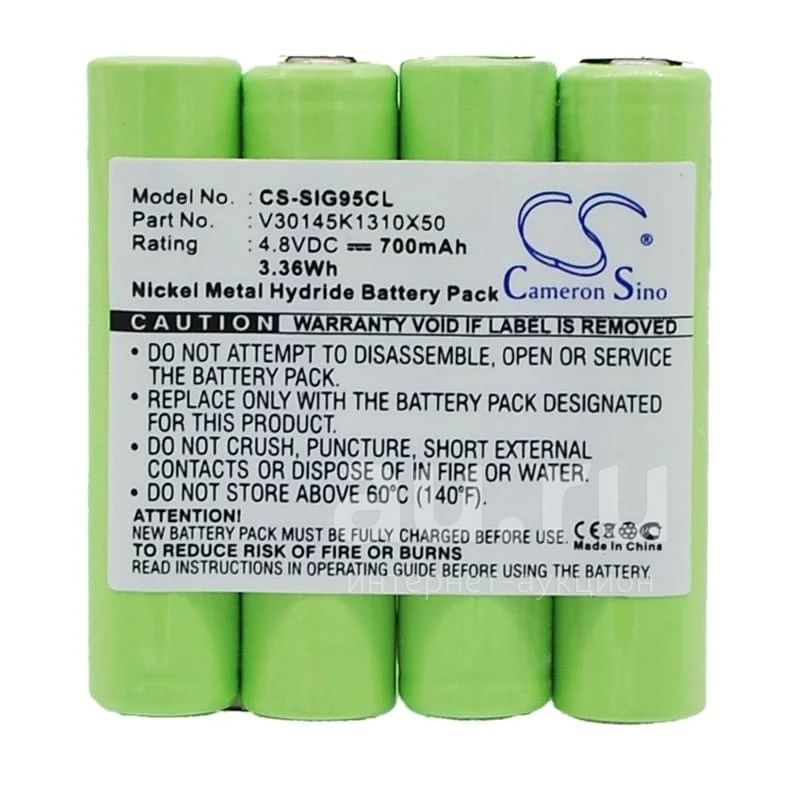 Model No. : CS-SIG95CL
Part No. : V30145K1310X50
Rating : 4.8VDC ⎓ 700mAh
3.36Wh
Nickel Metal Hydride Battery Pack
CS ®
Cameron Sino
CAUTION WARRANTY VOID IF LABEL IS REMOVED
• DO NOT ATTEMPT TO DISASSEMBLE, OPEN OR SERVICE
THE BATTERY PACK.
• REPLACE ONLY WITH THE BATTERY PACK DESIGNATED
FOR THIS PRODUCT.
• DO NOT CRUSH, PUNCTURE, SHORT EXTERNAL
CONTACTS OR DISPOSE OF IN FIRE OR WATER.
• DO NOT STORE ABOVE 60°C (140°F).
ATTENTION!
NEW BATTERY PACK MUST BE FULLY CHARGED BEFORE USE.
TO REDUCE RISK OF FIRE OR BURNS
READ INSTRUCTIONS IN OPERATING GUIDE BEFORE USING THE BATTERY.
CE
Made In China
au.ru
интернет-аукцион